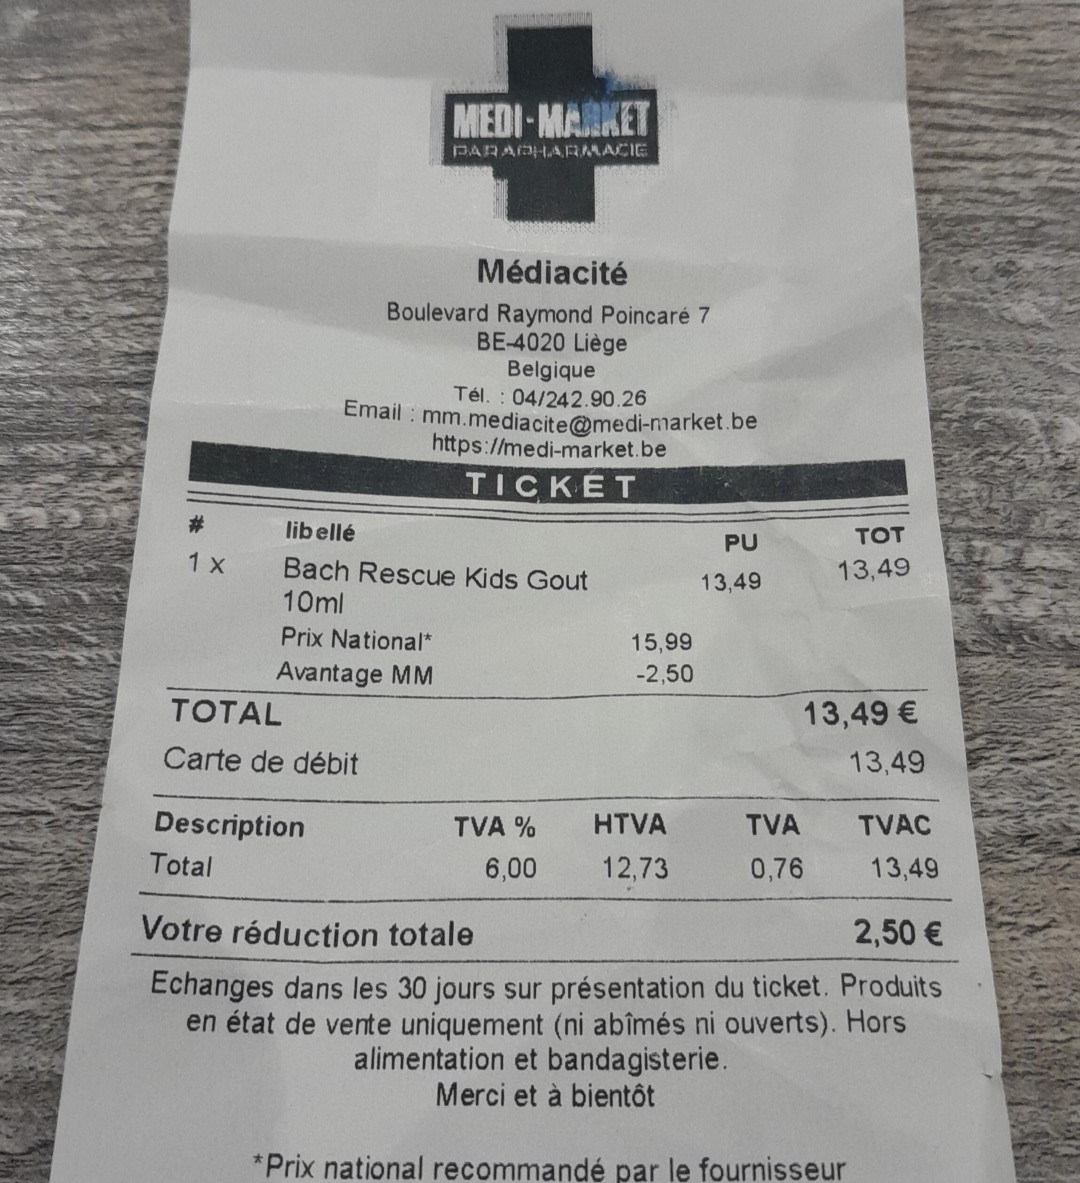 MEDI-MARKET
PARAPHARMACIE
Médiacité
Boulevard Raymond Poincaré 7
BE-4020 Liège
Belgique
Tél. : 04/242.90.26
Email : mm.mediacite@medi-market.be
https://medi-market.be
TICKET
# libellé PU TOT
1 x Bach Rescue Kids Gout 13,49 13,49
10ml
Prix National* 15,99
Avantage MM -2,50
TOTAL 13,49 €
Carte de débit 13,49
Description TVA % HTVA TVA TVAC
Total 6,00 12,73 0,76 13,49
Votre réduction totale 2,50 €
Echanges dans les 30 jours sur présentation du ticket. Produits
en état de vente uniquement (ni abîmés ni ouverts). Hors
alimentation et bandagisterie.
Merci et à bientôt
*Prix national recommandé par le fournisseur